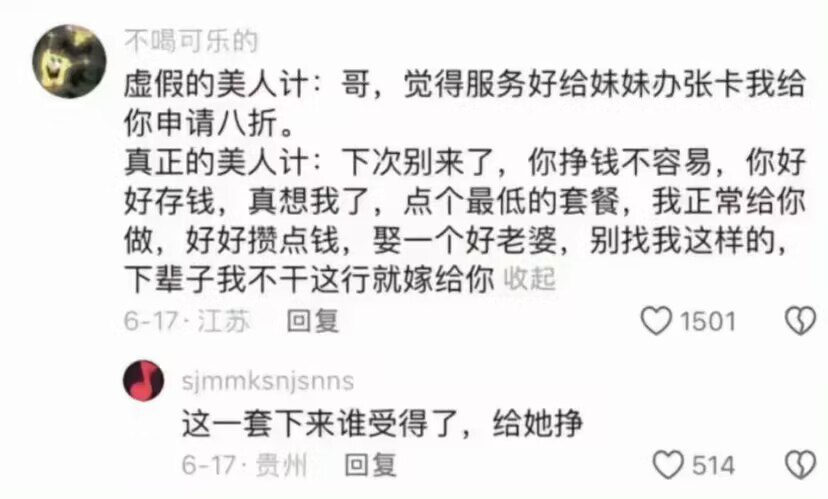 不喝可乐的
虚假的美人计：哥，觉得服务好给妹妹办张卡我给
你申请八折。
真正的美人计：下次别来了，你挣钱不容易，你好
好存钱，真想我了，点个最低的套餐，我正常给你
做，好好攒点钱，娶一个好老婆，别找我这样的，
下辈子我不干这行就嫁给你 收起
6-17·江苏 回复 1501
sjmmksnjsnns
这一套下来谁受得了，给她挣
6-17·贵州 回复 514